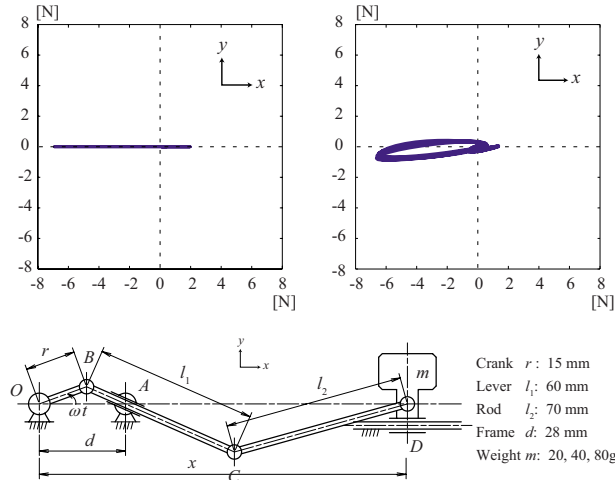 [N]
8
6
4
2
0
-2
-4
-6
-8
-8 -6 -4 -2 0 2 4 6 8
[N]
y
x
[N]
8
6
4
2
0
-2
-4
-6
-8
-8 -6 -4 -2 0 2 4 6 8
[N]
y
x
r
B
O
ωt
A
l₁
y
x
l₂
m
d
D
x
C
Crank r : 15 mm
Lever l₁: 60 mm
Rod l₂: 70 mm
Frame d: 28 mm
Weight m: 20, 40, 80g